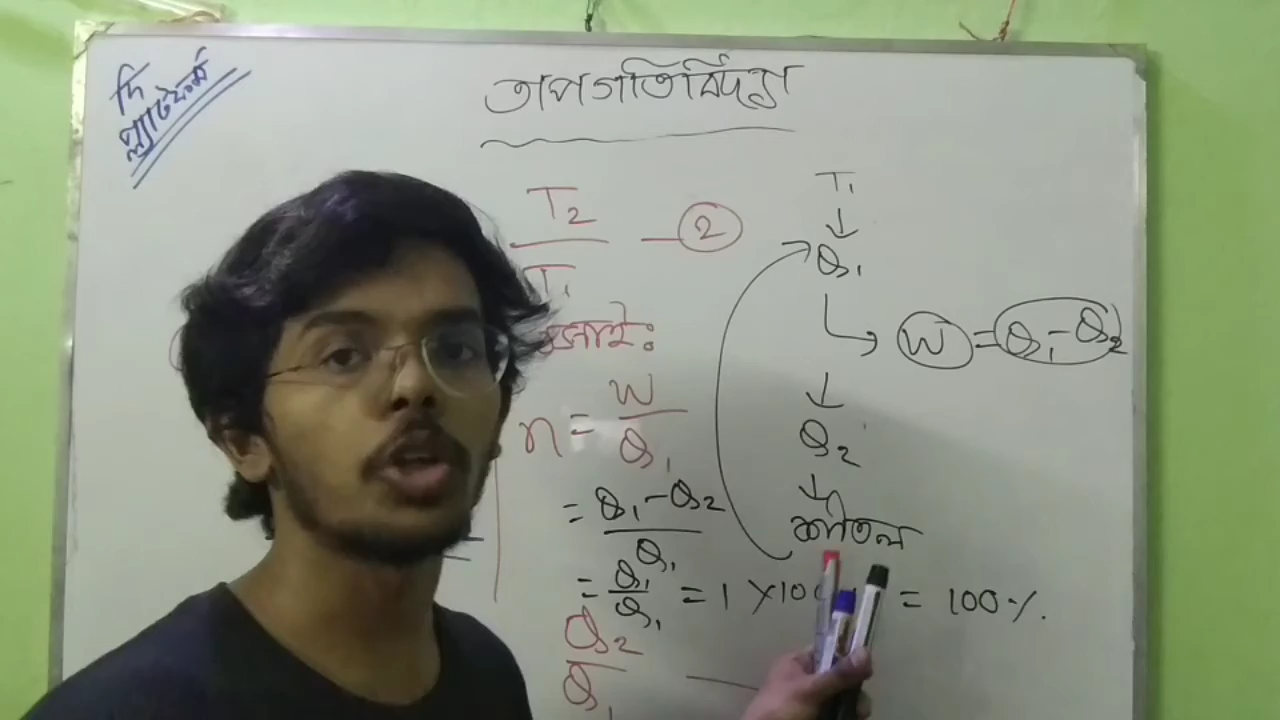 দি
প্ল্যাটফর্ম
তাপগতিবিদ্যা
T₂
T₁
— 2
n = W
Q₁
= Q₁ - Q₂
Q₁
= Q₁
Q₁
= 1 × 100
= 100%.
Q₂
Q₁
T₁
↓
Q₁
↳ W = Q₁ - Q₂
↓
Q₂
↓
শীতল